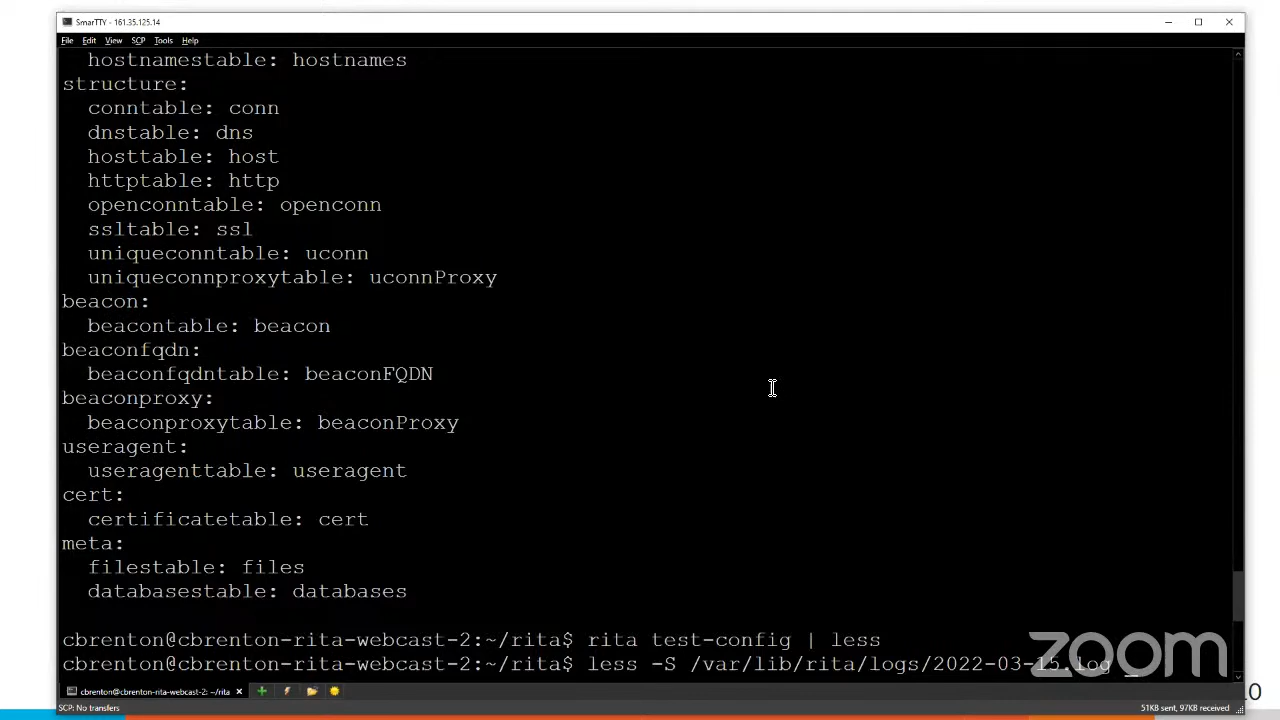 SmarTTY - 161.35.125.14
File Edit View SCP Tools Help
hostnamestable: hostnames
structure:
conntable: conn
dnstable: dns
hosttable: host
httptable: http
openconntable: openconn
ssltable: ssl
uniqueconntable: uconn
uniqueconnproxytable: uconnProxy
beacon:
beacontable: beacon
beaconfqdn:
beaconfqdntable: beaconFQDN
beaconproxy:
beaconproxytable: beaconProxy
useragent:
useragenttable: useragent
cert:
certificatetable: cert
meta:
filestable: files
databasestable: databases
cbrenton@cbrenton-rita-webcast-2:~/rita$ rita test-config | less
cbrenton@cbrenton-rita-webcast-2:~/rita$ less -S /var/lib/rita/logs/2022-03-15.log _
zoom
cbrenton@cbrenton-rita-webcast-2: ~/rita
SCP: No transfers
51KB sent, 97KB received